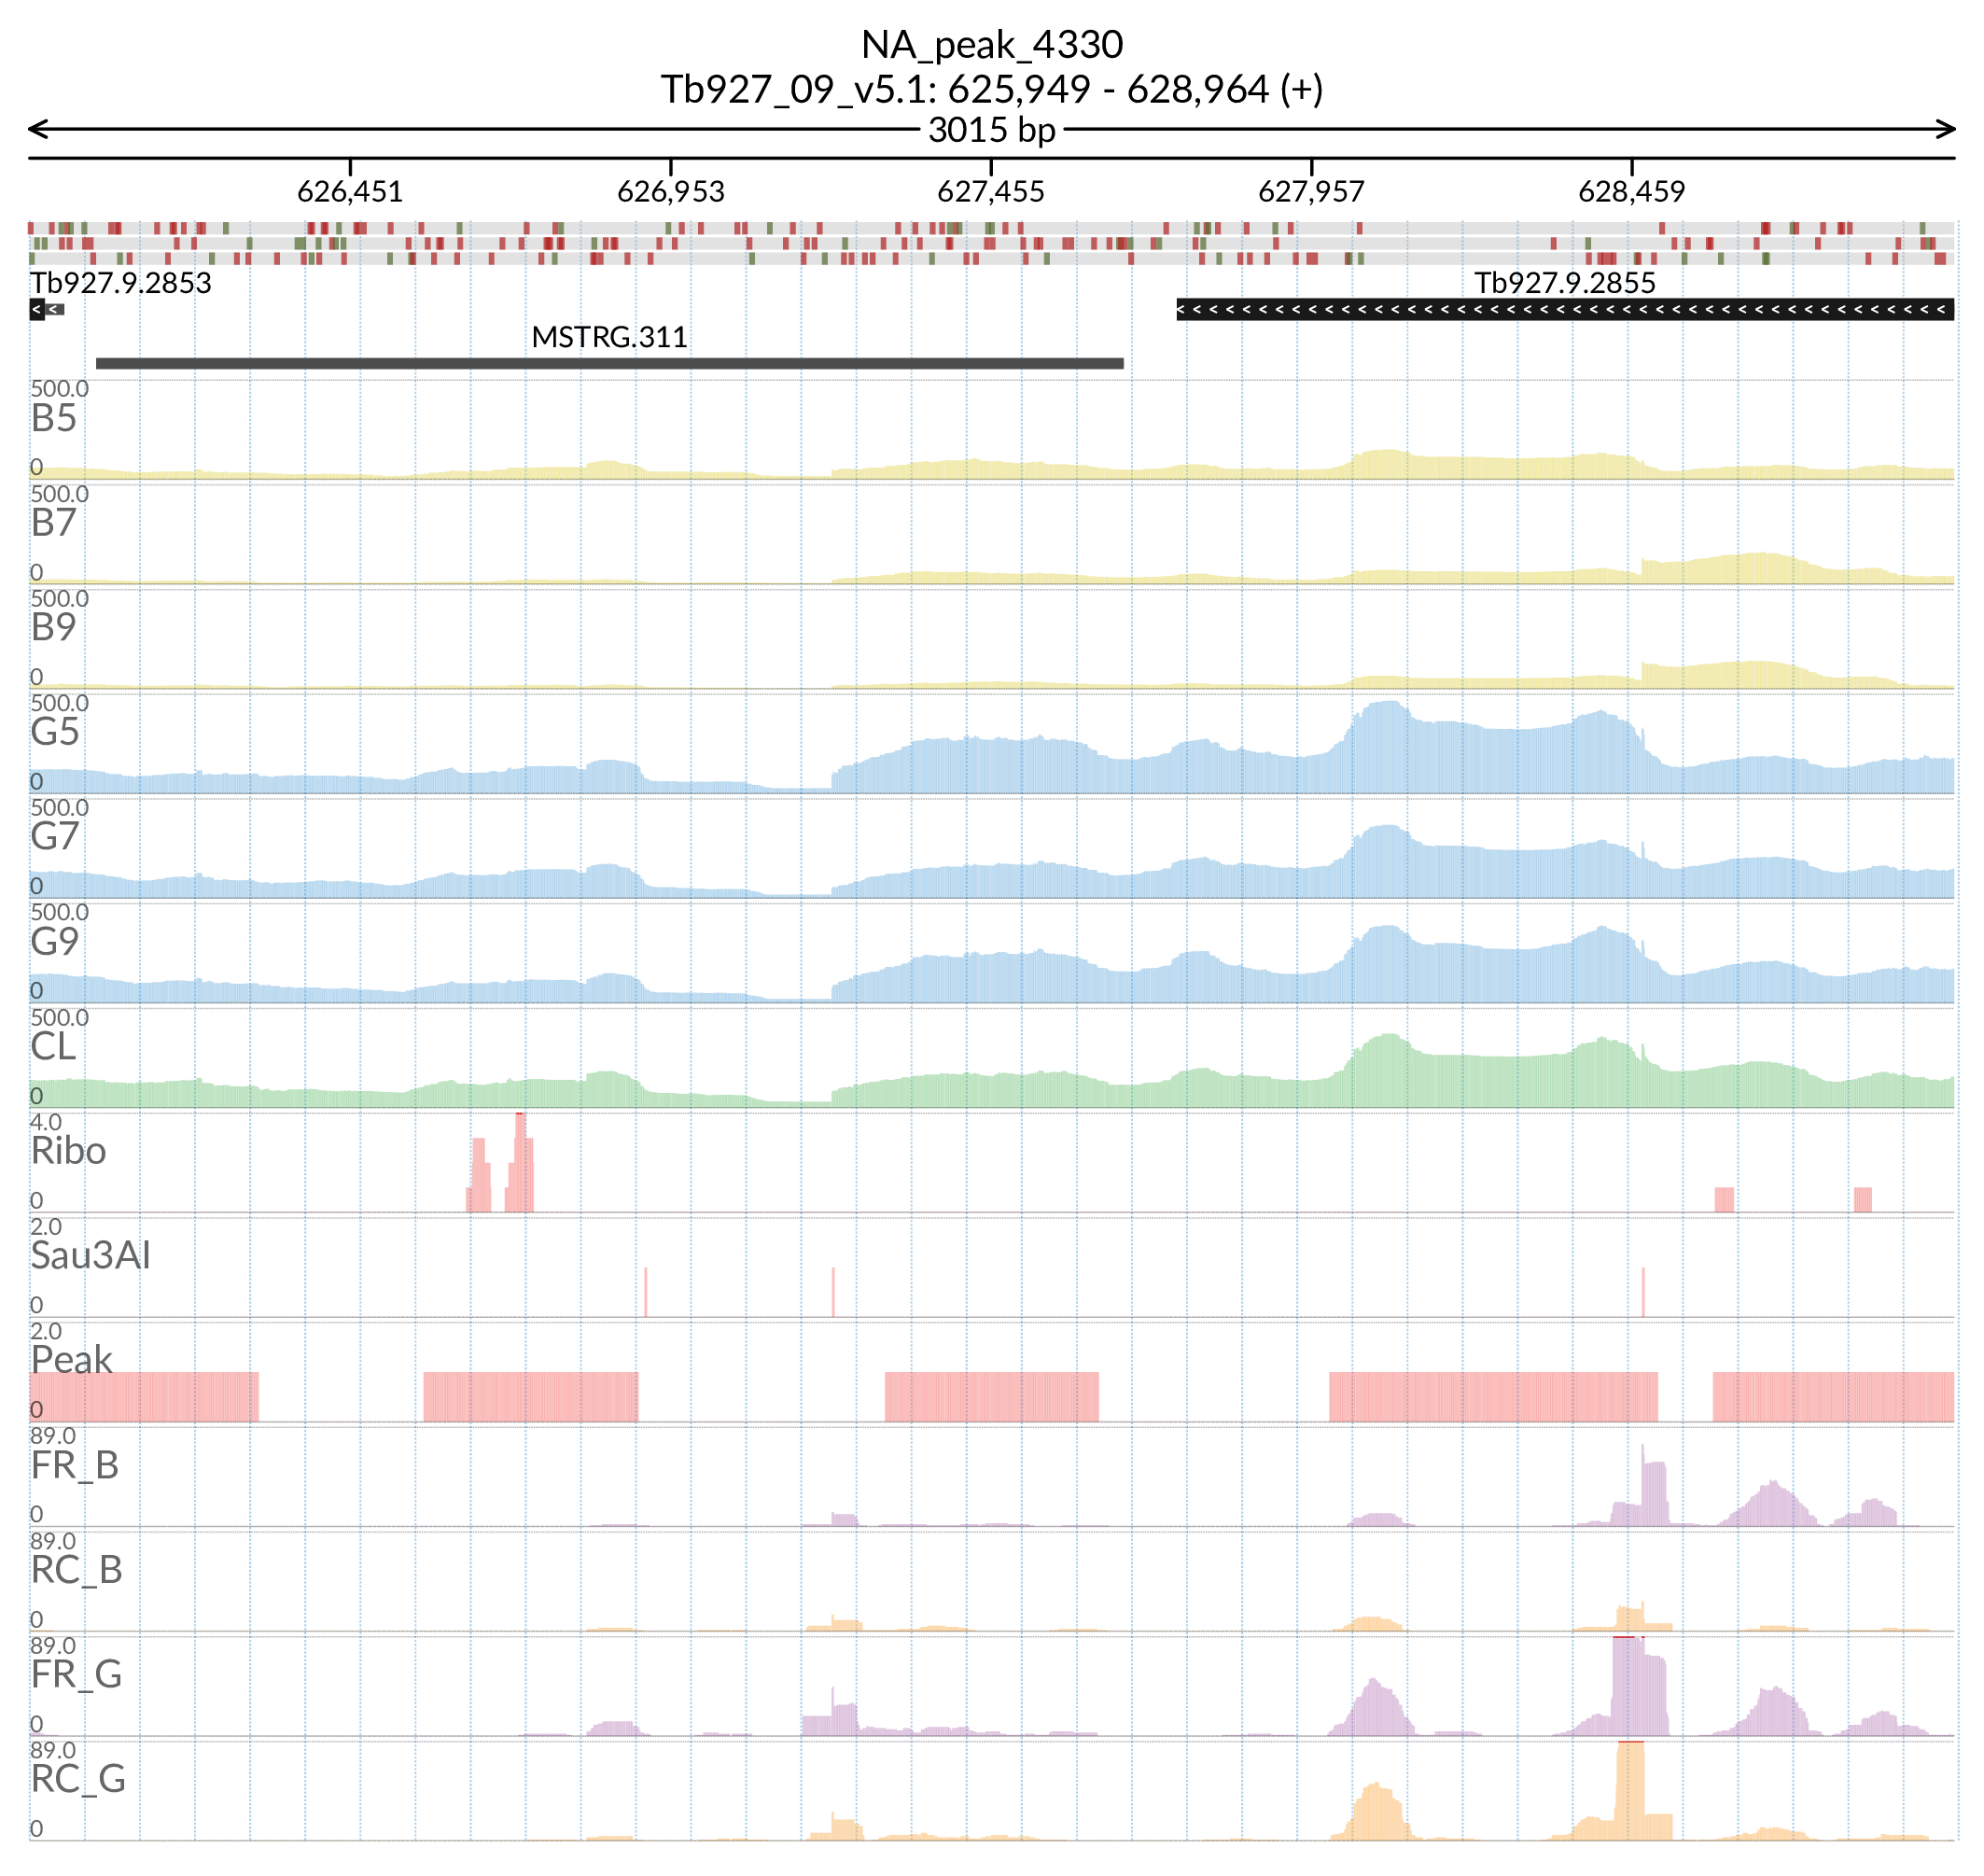 NA_peak_4330
Tb927_09_v5.1: 625,949 - 628,964 (+)
3015 bp
626,451 626,953 627,455 627,957 628,459
Tb927.9.2853 Tb927.9.2855
MSTRG.311
500.0
B5
0
500.0
B7
0
500.0
B9
0
500.0
G5
0
500.0
G7
0
500.0
G9
0
500.0
CL
0
4.0
Ribo
0
2.0
Sau3AI
0
2.0
Peak
0
89.0
FR_B
0
89.0
RC_B
0
89.0
FR_G
0
89.0
RC_G
0